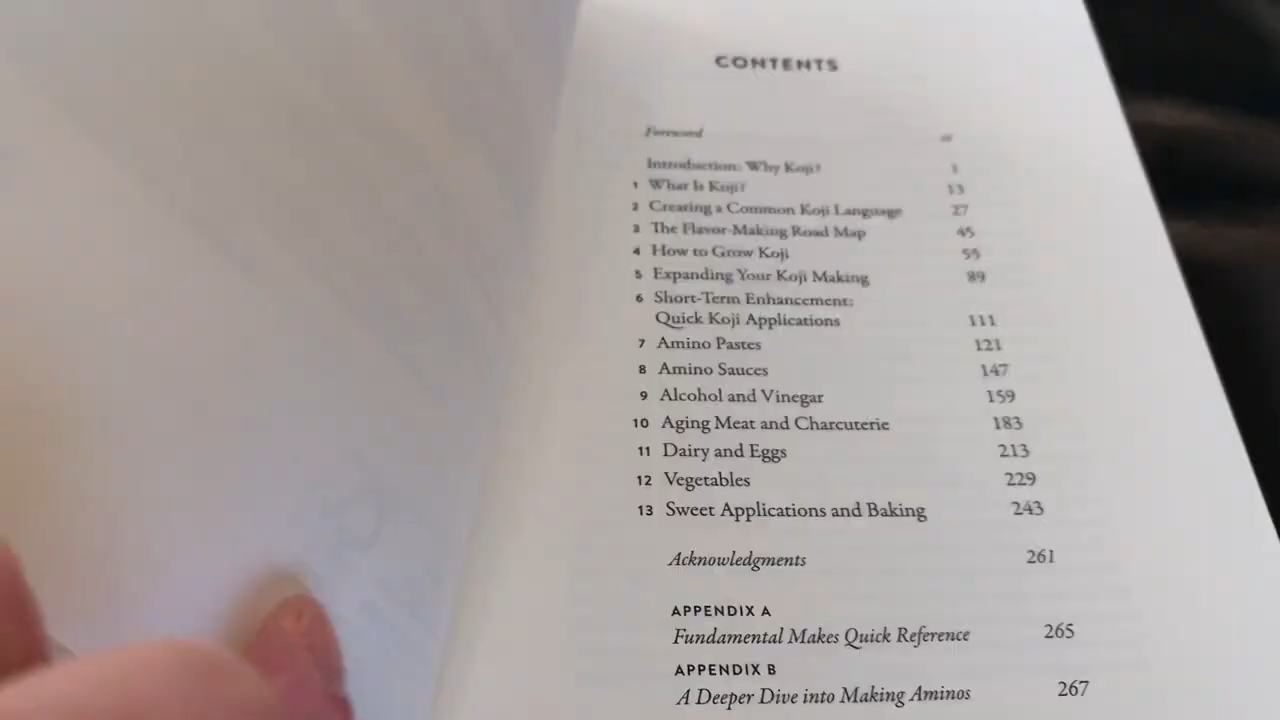 CONTENTS
Foreword
Introduction: Why Koji? 1
1 What Is Koji? 13
2 Creating a Common Koji Language 27
3 The Flavor-Making Road Map 45
4 How to Grow Koji 55
5 Expanding Your Koji Making 89
6 Short-Term Enhancement:
Quick Koji Applications 111
7 Amino Pastes 121
8 Amino Sauces 147
9 Alcohol and Vinegar 159
10 Aging Meat and Charcuterie 183
11 Dairy and Eggs 213
12 Vegetables 229
13 Sweet Applications and Baking 243
Acknowledgments 261
APPENDIX A
Fundamental Makes Quick Reference 265
APPENDIX B
A Deeper Dive into Making Aminos 267